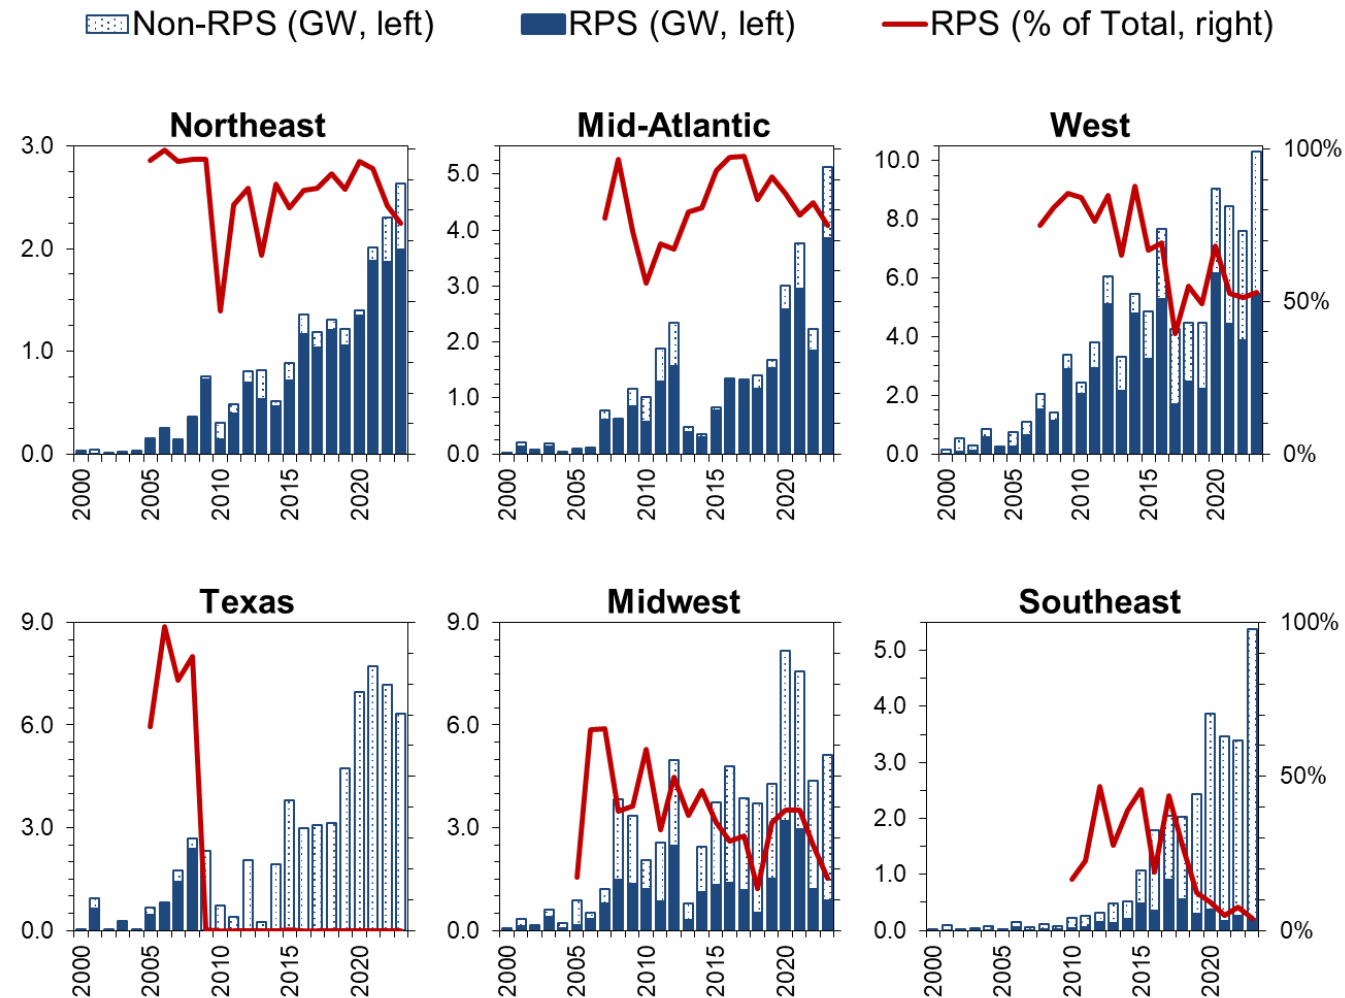 Non-RPS (GW, left) RPS (GW, left) RPS (% of Total, right)
Northeast Mid-Atlantic West
3.0 2.0 1.0 0.0
5.0 4.0 3.0 2.0 1.0 0.0
10.0 8.0 6.0 4.0 2.0 0.0
100% 50% 0%
2000 2005 2010 2015 2020
2000 2005 2010 2015 2020
2000 2005 2010 2015 2020
Texas Midwest Southeast
9.0 6.0 3.0 0.0
9.0 6.0 3.0 0.0
5.0 4.0 3.0 2.0 1.0 0.0
100% 50% 0%
2000 2005 2010 2015 2020
2000 2005 2010 2015 2020
2000 2005 2010 2015 2020